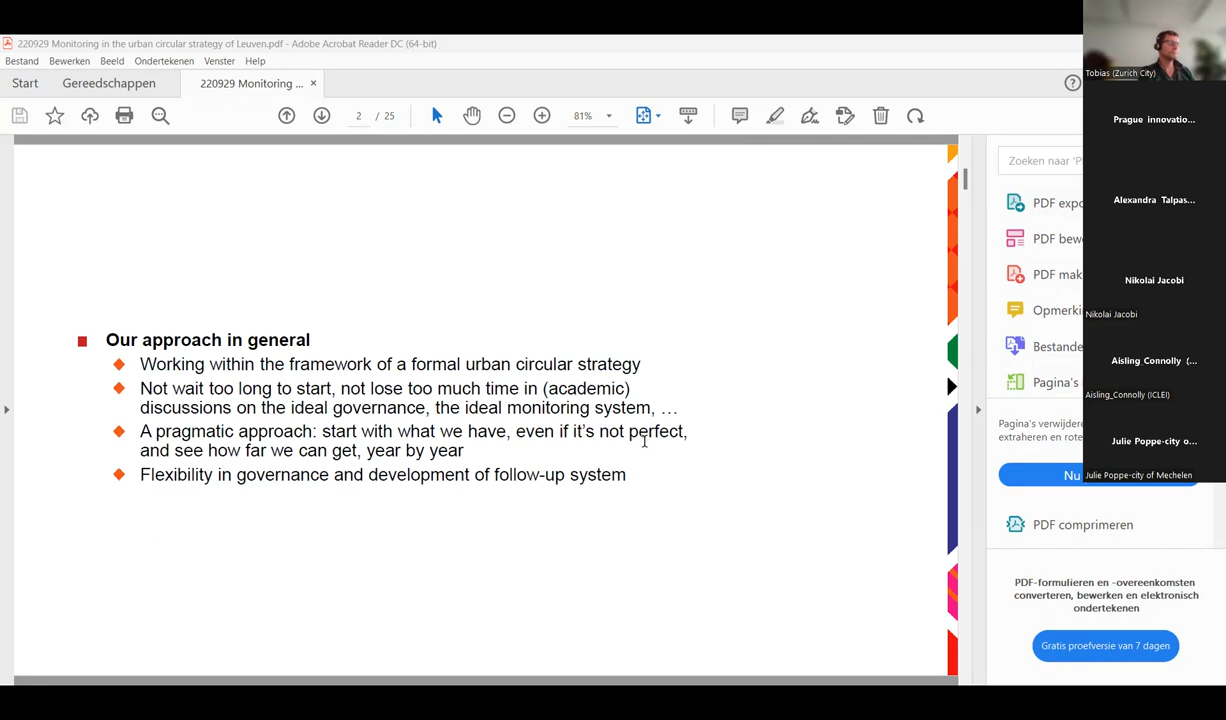 220929 Monitoring in the urban circular strategy of Leuven.pdf - Adobe Acrobat Reader DC (64-bit)
Bestand Bewerken Beeld Ondertekenen Venster Help
Start Gereedschappen 220929 Monitoring ... ×
2 / 25 81%
Our approach in general
Working within the framework of a formal urban circular strategy
Not wait too long to start, not lose too much time in (academic)
discussions on the ideal governance, the ideal monitoring system, …
A pragmatic approach: start with what we have, even if it's not perfect,
and see how far we can get, year by year
Flexibility in governance and development of follow-up system
Zoeken naar 'P
PDF expo
PDF bew
PDF mak
Opmerki
Bestande
Pagina's
Pagina's verwijdere
extraheren en rote
Nu
PDF comprimeren
PDF-formulieren en -overeenkomsten
converteren, bewerken en elektronisch
ondertekenen
Gratis proefversie van 7 dagen
Tobias (Zurich City)
Prague innovatio...
Alexandra Talpas...
Nikolai Jacobi
Nikolai Jacobi
Aisling_Connolly (...
Aisling_Connolly (ICLEI)
Julie Poppe-city o...
Julie Poppe-city of Mechelen